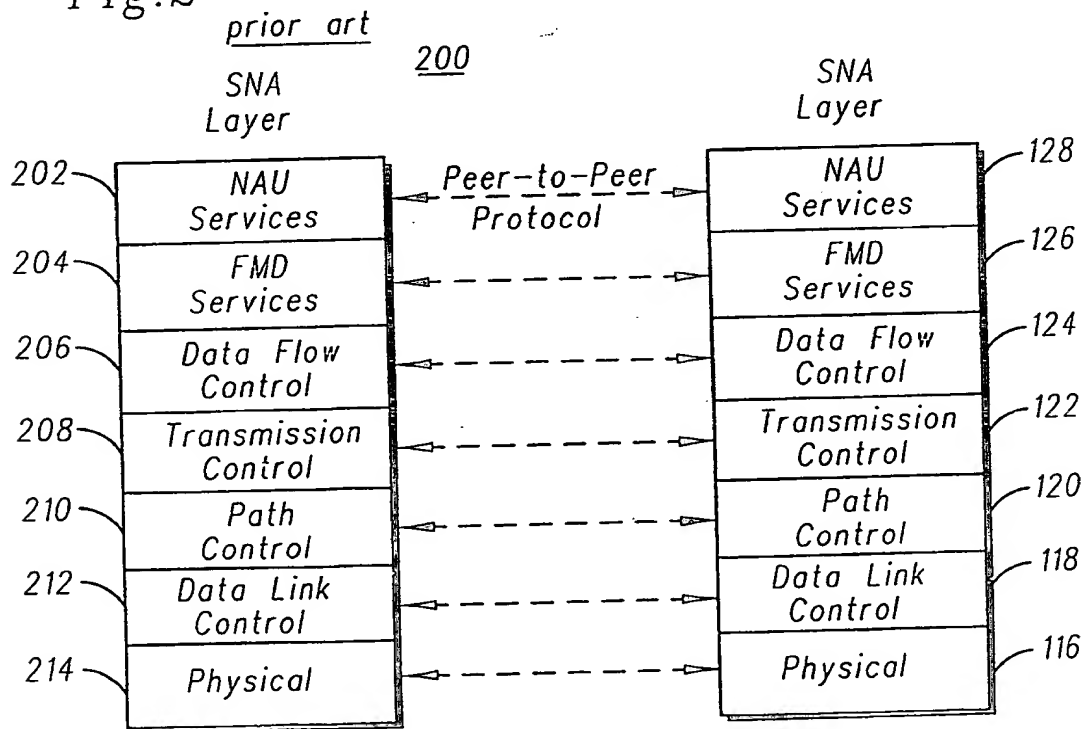 Fig.2
prior art
200
SNA
Layer
SNA
Layer
202
NAU
Services
Peer-to-Peer
Protocol
NAU
Services
128
204
FMD
Services
FMD
Services
126
206
Data Flow
Control
Data Flow
Control
124
208
Transmission
Control
Transmission
Control
122
210
Path
Control
Path
Control
120
212
Data Link
Control
Data Link
Control
118
214
Physical
Physical
116